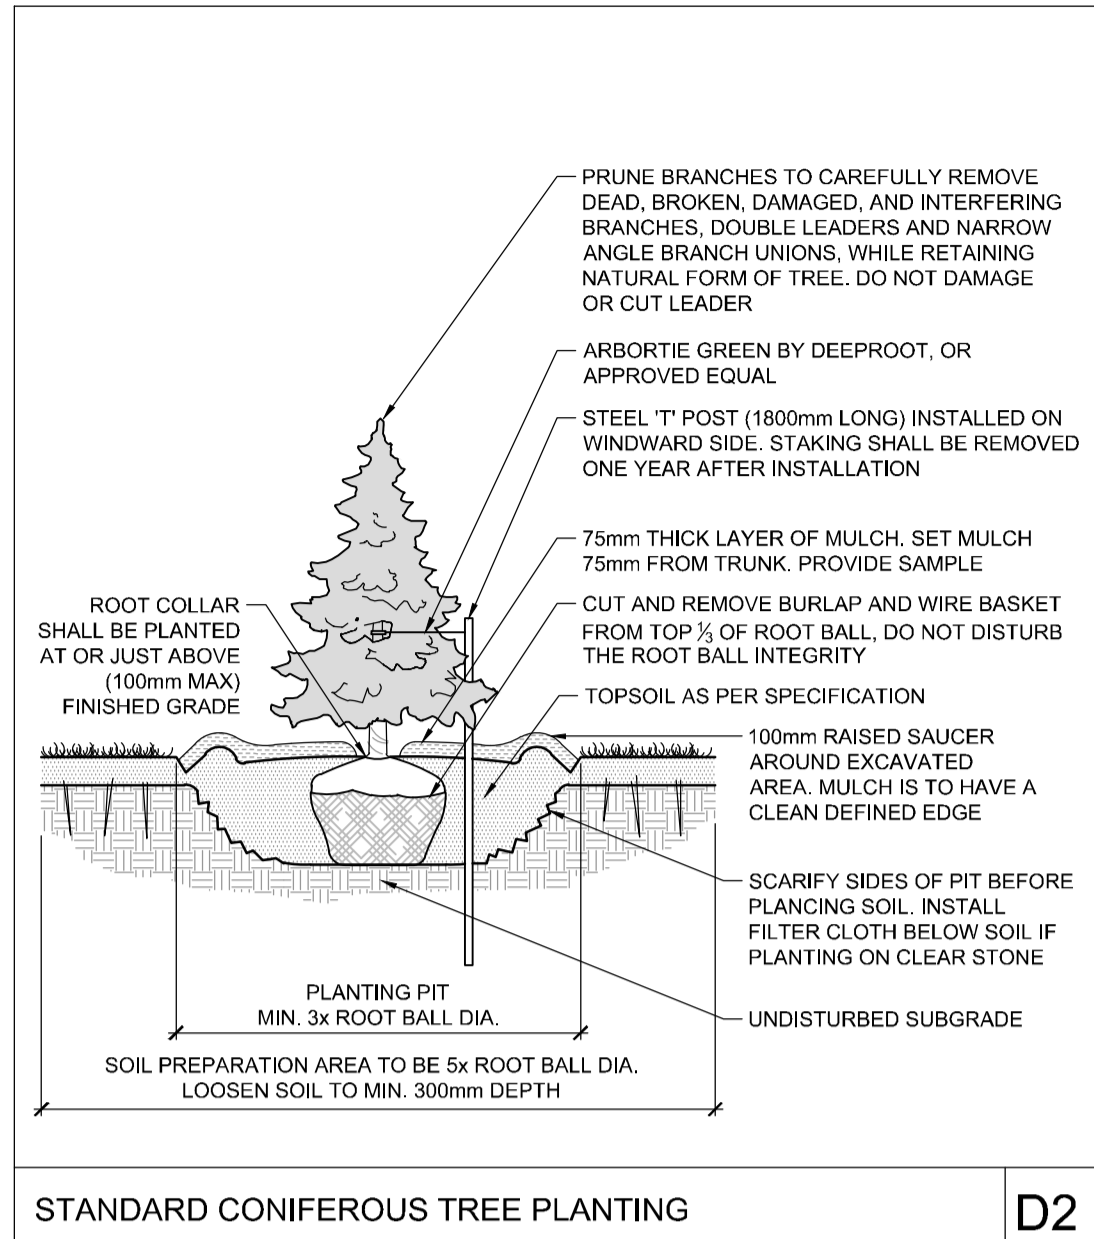 PRUNE BRANCHES TO CAREFULLY REMOVE
DEAD, BROKEN, DAMAGED, AND INTERFERING
BRANCHES, DOUBLE LEADERS AND NARROW
ANGLE BRANCH UNIONS, WHILE RETAINING
NATURAL FORM OF TREE. DO NOT DAMAGE
OR CUT LEADER
ARBORTIE GREEN BY DEEPROOT, OR
APPROVED EQUAL
STEEL 'T' POST (1800mm LONG) INSTALLED ON
WINDWARD SIDE. STAKING SHALL BE REMOVED
ONE YEAR AFTER INSTALLATION
75mm THICK LAYER OF MULCH. SET MULCH
75mm FROM TRUNK. PROVIDE SAMPLE
CUT AND REMOVE BURLAP AND WIRE BASKET
FROM TOP ⅓ OF ROOT BALL, DO NOT DISTURB
THE ROOT BALL INTEGRITY
ROOT COLLAR
SHALL BE PLANTED
AT OR JUST ABOVE
(100mm MAX)
FINISHED GRADE
TOPSOIL AS PER SPECIFICATION
100mm RAISED SAUCER
AROUND EXCAVATED
AREA. MULCH IS TO HAVE A
CLEAN DEFINED EDGE
SCARIFY SIDES OF PIT BEFORE
PLANCING SOIL. INSTALL
FILTER CLOTH BELOW SOIL IF
PLANTING ON CLEAR STONE
UNDISTURBED SUBGRADE
PLANTING PIT
MIN. 3x ROOT BALL DIA.
SOIL PREPARATION AREA TO BE 5x ROOT BALL DIA.
LOOSEN SOIL TO MIN. 300mm DEPTH
STANDARD CONIFEROUS TREE PLANTING
D2